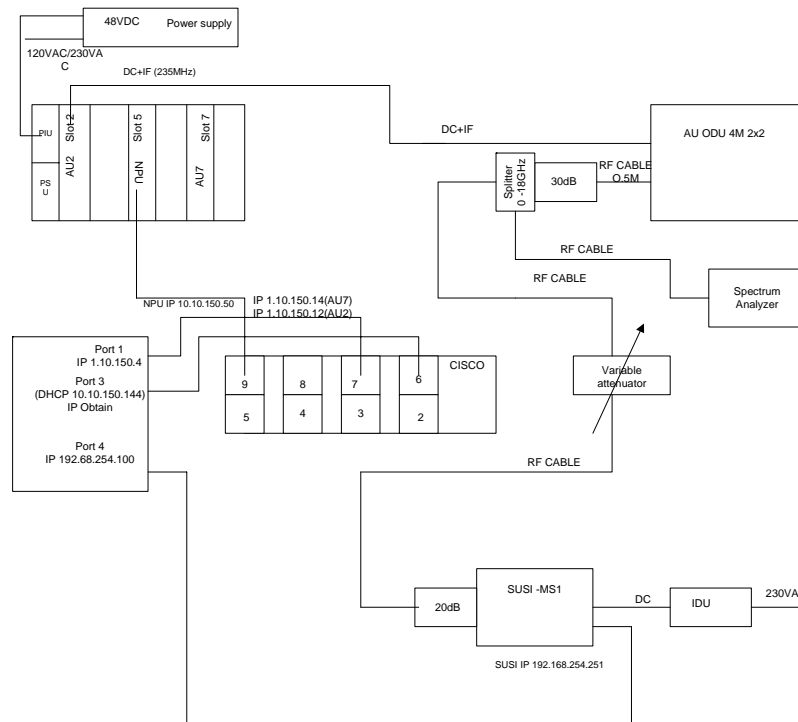 48VDC
Power supply
120VAC/230VA
C
DC+IF (235MHz)
PIU
PS
U
Slot 2
AU2
Slot 5
NPU
Slot 7
AU7
DC+IF
AU ODU 4M 2x2
Splitter
0 -18GHz
30dB
RF CABLE
O.5M
RF CABLE
RF CABLE
Spectrum
Analyzer
NPU IP 10.10.150.50
IP 1.10.150.14(AU7)
IP 1.10.150.12(AU2)
Port 1
IP 1.10.150.4
Port 3
(DHCP 10.10.150.144)
IP Obtain
Port 4
IP 192.68.254.100
CISCO
9
8
7
6
5
4
3
2
Variable
attenuator
RF CABLE
20dB
SUSI -MS1
DC
IDU
230VA
SUSI IP 192.168.254.251